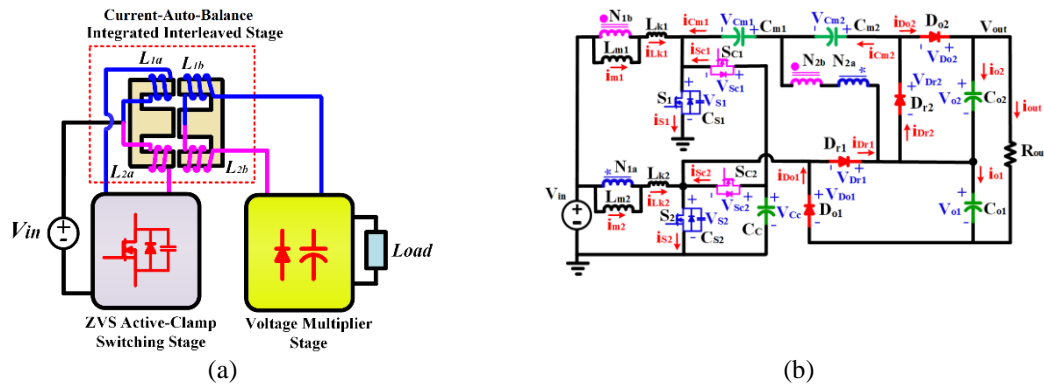 Current-Auto-Balance
Integrated Interleaved Stage
L1a
L1b
L2a
L2b
Vin
Load
ZVS Active-Clamp
Switching Stage
Voltage Multiplier
Stage
(a)
N1b
Lk1
Lm1
im1
iLk1
iCm1
VCm1
Cm1
VCm2
Cm2
iCm2
iDo2
Do2
VDo2
Vout
iSc1
SC1
VSc1
S1
VS1
CS1
iS1
N2b
N2a
VDr2
Dr2
iDr2
Vo2
Co2
io2
iout
Rou
Dr1
iDr1
VDr1
Vin
N1a
Lk2
Lm2
im2
iLk2
iSc2
SC2
VSc2
S2
VS2
CS2
iS2
VCc
CC
iDo1
VDo1
Do1
Vo1
Co1
io1
(b)